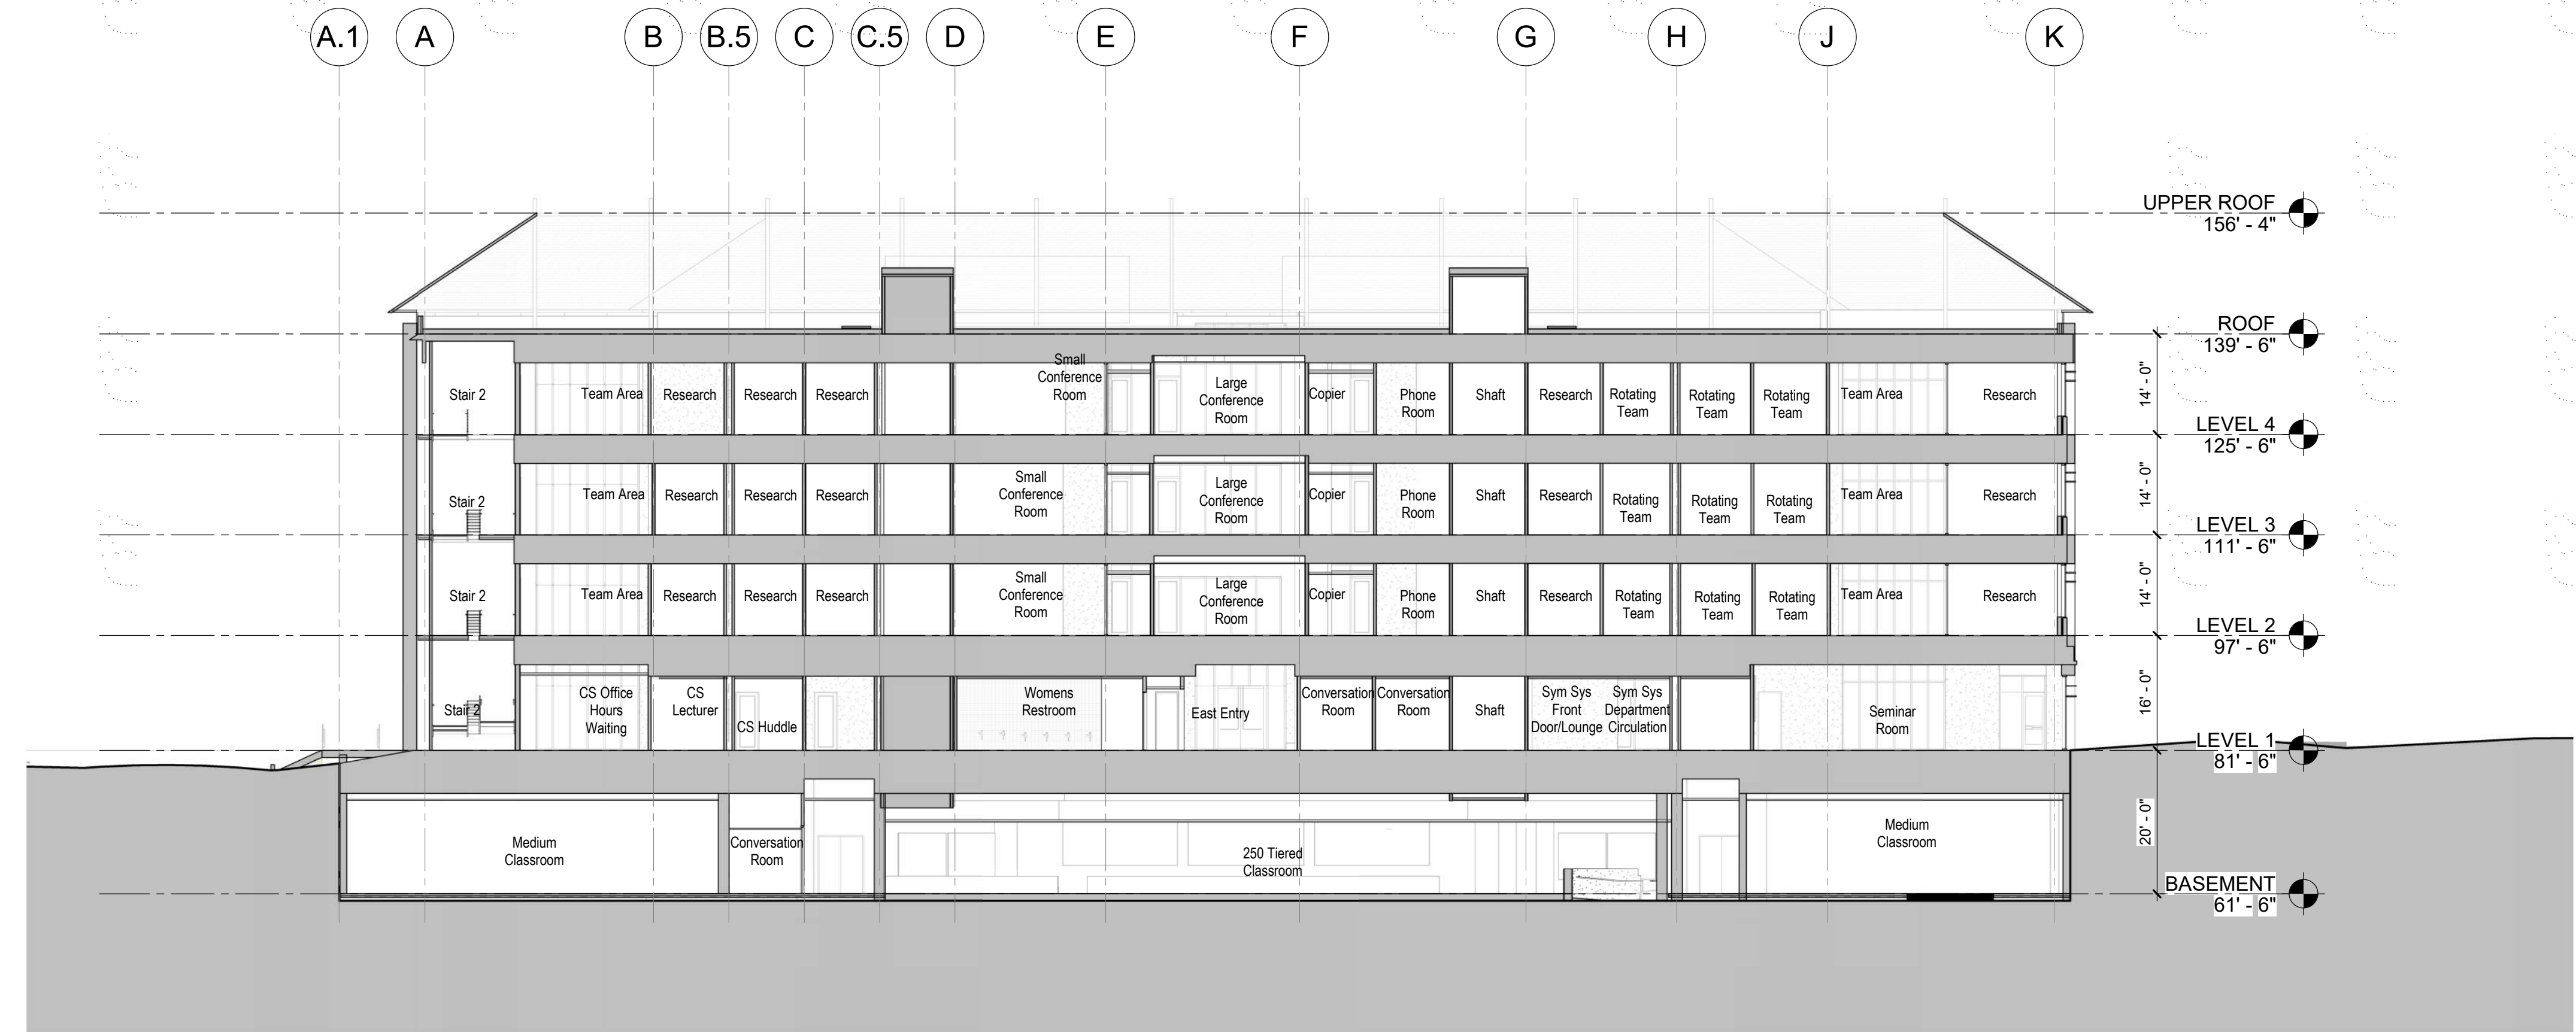 A.1 A B B.5 C C.5 D E F G H J K
UPPER ROOF
156' - 4"
ROOF
139' - 6"
14' - 0"
Stair 2
Team Area
Research
Research
Research
Small
Conference
Room
Large
Conference
Room
Copier
Phone
Room
Shaft
Research
Rotating
Team
Rotating
Team
Rotating
Team
Team Area
Research
LEVEL 4
125' - 6"
14' - 0"
Stair 2
Team Area
Research
Research
Research
Small
Conference
Room
Large
Conference
Room
Copier
Phone
Room
Shaft
Research
Rotating
Team
Rotating
Team
Rotating
Team
Team Area
Research
LEVEL 3
111' - 6"
14' - 0"
Stair 2
Team Area
Research
Research
Research
Small
Conference
Room
Large
Conference
Room
Copier
Phone
Room
Shaft
Research
Rotating
Team
Rotating
Team
Rotating
Team
Team Area
Research
LEVEL 2
97' - 6"
16' - 0"
Stair 2
CS Office
Hours
Waiting
CS
Lecturer
CS Huddle
Womens
Restroom
East Entry
Conversation
Room
Conversation
Room
Shaft
Sym Sys
Front
Door/Lounge
Sym Sys
Department
Circulation
Seminar
Room
LEVEL 1
81' - 6"
20' - 0"
Medium
Classroom
Conversation
Room
250 Tiered
Classroom
Medium
Classroom
BASEMENT
61' - 6"